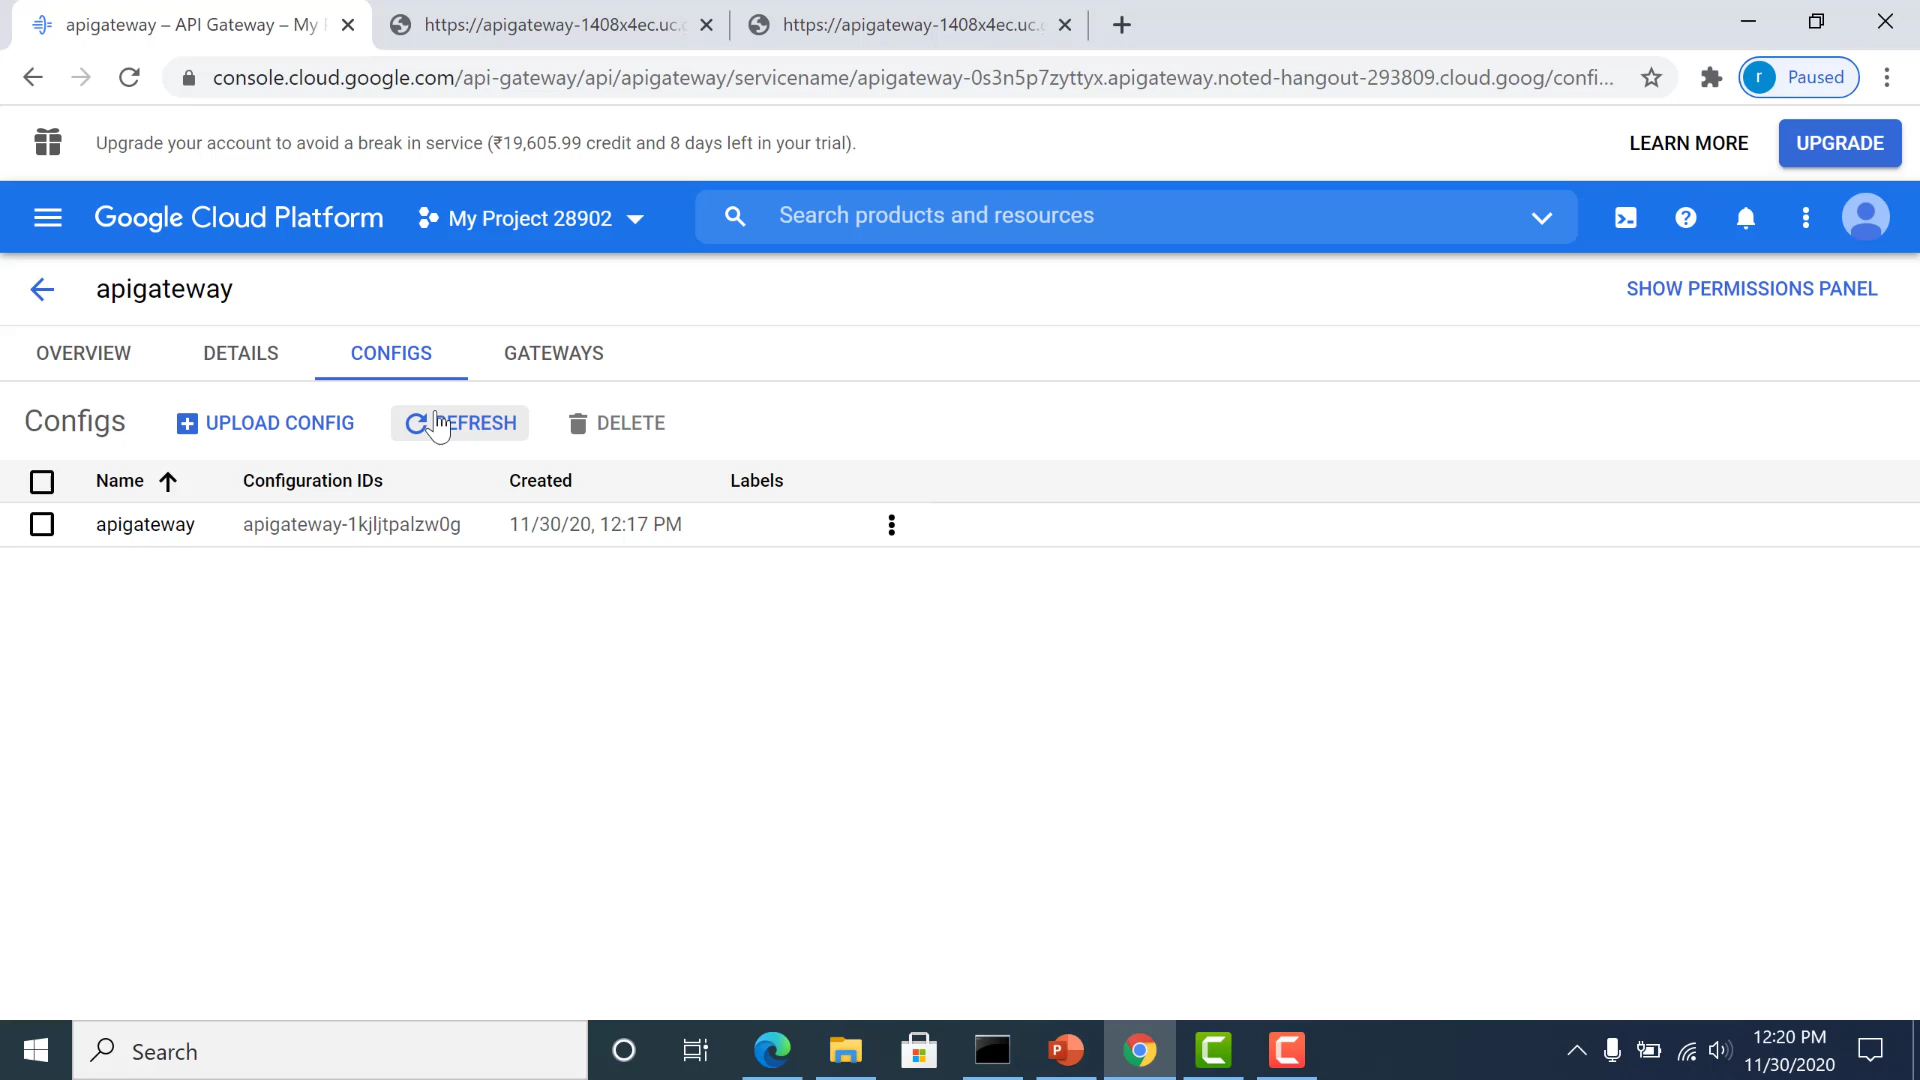 apigateway – API Gateway – My
https://apigateway-1408x4ec.uc.
https://apigateway-1408x4ec.uc.
console.cloud.google.com/api-gateway/api/apigateway/servicename/apigateway-0s3n5p7zyttyx.apigateway.noted-hangout-293809.cloud.goog/confi...
r Paused
Upgrade your account to avoid a break in service (₹19,605.99 credit and 8 days left in your trial).
LEARN MORE
UPGRADE
Google Cloud Platform
My Project 28902
Search products and resources
apigateway
SHOW PERMISSIONS PANEL
OVERVIEW DETAILS CONFIGS GATEWAYS
Configs UPLOAD CONFIG REFRESH DELETE
Name Configuration IDs Created Labels
apigateway apigateway-1kjljtpalzw0g 11/30/20, 12:17 PM
Search
12:20 PM
11/30/2020